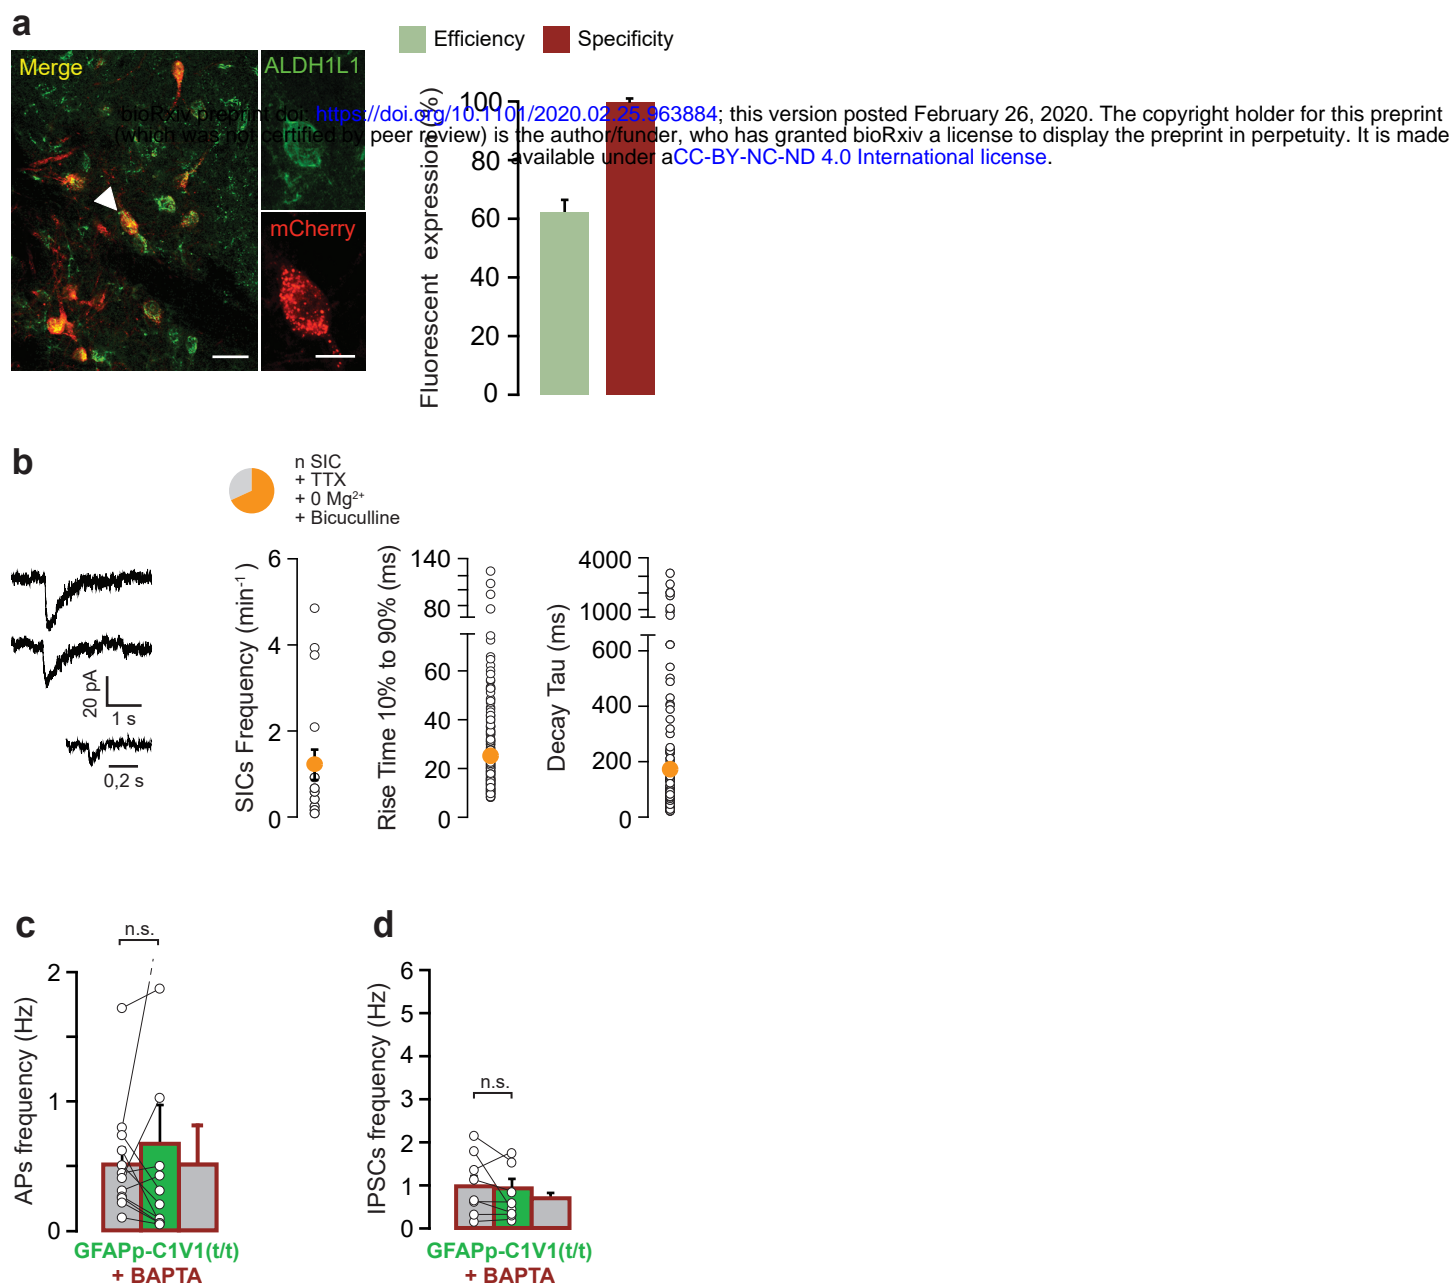 a
Efficiency
Specificity
Merge
ALDH1L1
mCherry
bioRxiv preprint doi: https://doi.org/10.1101/2020.02.25.963884; this version posted February 26, 2020. The copyright holder for this preprint
(which was not certified by peer review) is the author/funder, who has granted bioRxiv a license to display the preprint in perpetuity. It is made
available under aCC-BY-NC-ND 4.0 International license.
Fluorescent expression (%)
100
80
60
40
20
0
b
n SIC
+ TTX
+ 0 Mg²⁺
+ Bicuculline
20 pA
1 s
0,2 s
SICs Frequency (min⁻¹)
6
4
2
0
Rise Time 10% to 90% (ms)
140
80
60
40
20
0
Decay Tau (ms)
4000
1000
600
400
200
0
c
n.s.
APs frequency (Hz)
2
1
0
GFAPp-C1V1(t/t)
+ BAPTA
d
n.s.
IPSCs frequency (Hz)
6
5
4
3
2
1
0
GFAPp-C1V1(t/t)
+ BAPTA